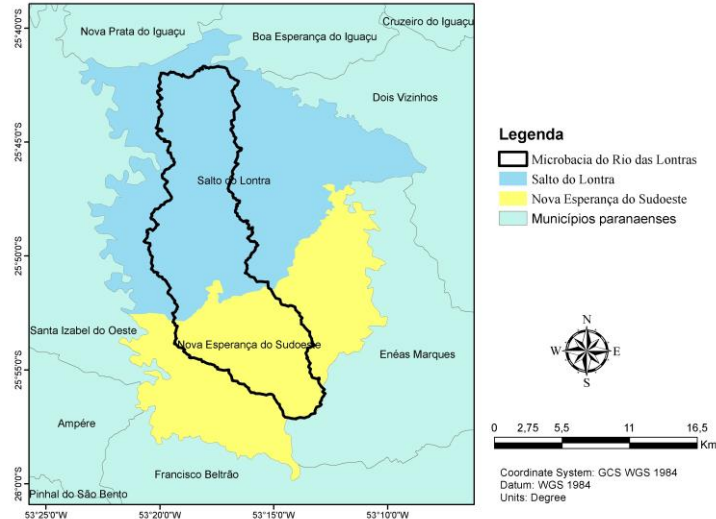 25°40'0"S
25°45'0"S
25°50'0"S
25°55'0"S
26°0'0"S
Cruzeiro do Iguaçu
Nova Prata do Iguaçu
Boa Esperança do Iguaçu
Dois Vizinhos
Salto do Lontra
Santa Izabel do Oeste
Nova Esperança do Sudoeste
Enéas Marques
Ampére
Francisco Beltrão
Pinhal do São Bento
53°25'0"W
53°20'0"W
53°15'0"W
53°10'0"W
Legenda
Microbacia do Rio das Lontras
Salto do Lontra
Nova Esperança do Sudoeste
Municípios paranaenses
N
W E
S
0 2,75 5,5 11 16,5
Km
Coordinate System: GCS WGS 1984
Datum: WGS 1984
Units: Degree